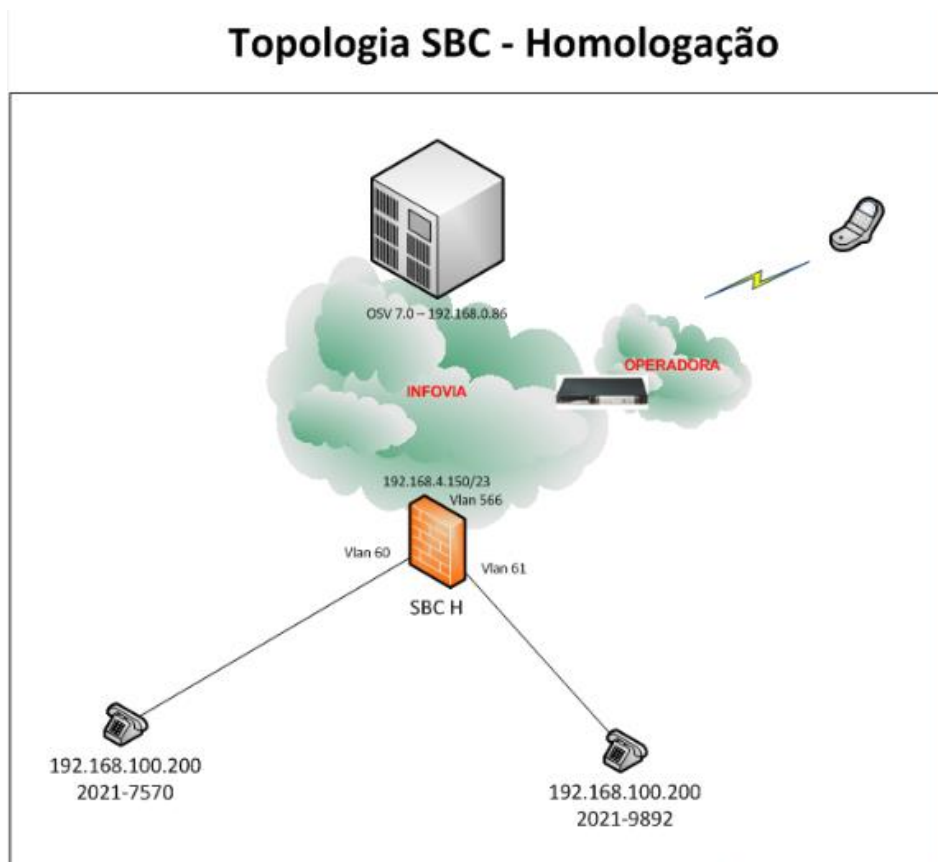 Topologia SBC - Homologação
OSV 7.0 – 192.168.0.86
OPERADORA
INFOVIA
192.168.4.150/23
Vlan 566
Vlan 60
Vlan 61
SBC H
192.168.100.200
2021-7570
192.168.100.200
2021-9892